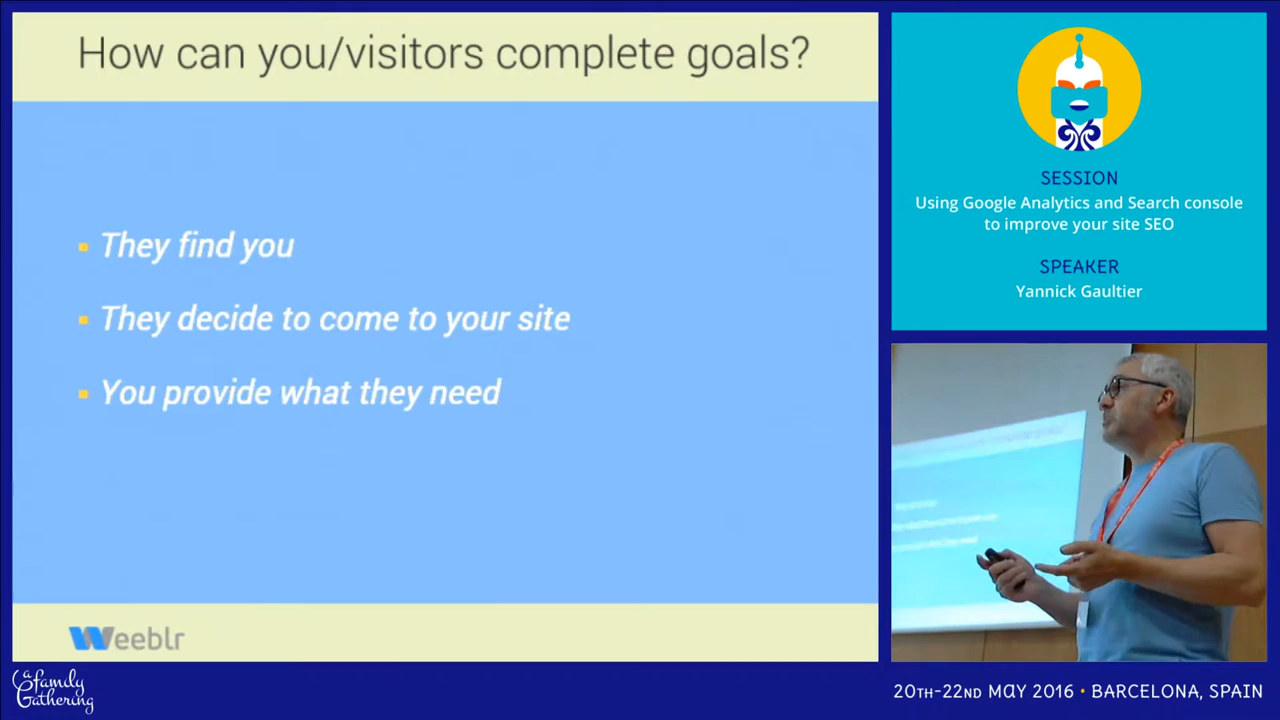 How can you/visitors complete goals?
They find you
They decide to come to your site
You provide what they need
Weeblr
SESSION
Using Google Analytics and Search console
to improve your site SEO
SPEAKER
Yannick Gaultier
a family
Gathering
20TH-22ND MAY 2016 • BARCELONA, SPAIN